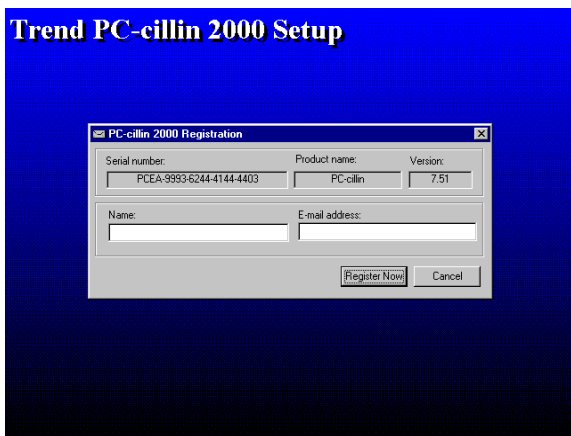 Trend PC-cillin 2000 Setup
PC-cillin 2000 Registration
Serial number: Product name: Version:
PCEA-9993-6244-4144-4403 PC-cillin 7.51
Name: E-mail address:
Register Now Cancel